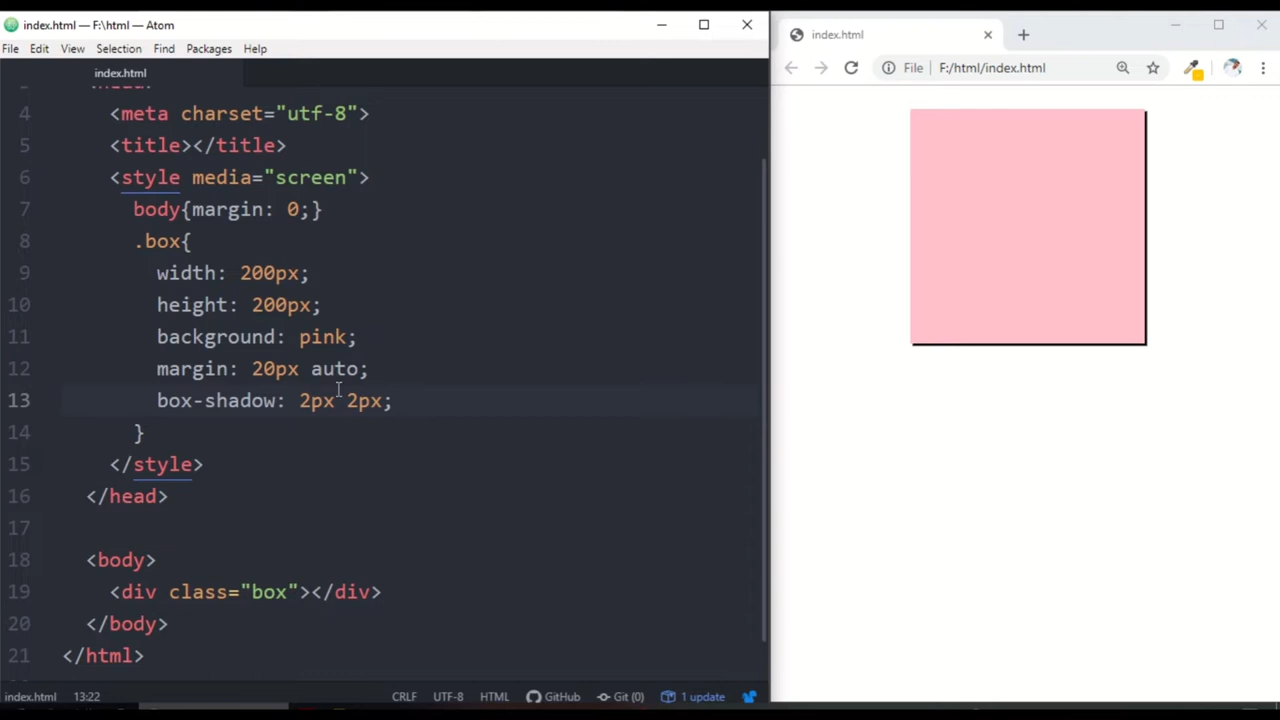 index.html — F:\html — Atom
File Edit View Selection Find Packages Help
index.html
4 <meta charset="utf-8">
5 <title></title>
6 <style media="screen">
7 body{margin: 0;}
8 .box{
9 width: 200px;
10 height: 200px;
11 background: pink;
12 margin: 20px auto;
13 box-shadow: 2px 2px;
14 }
15 </style>
16 </head>
17
18 <body>
19 <div class="box"></div>
20 </body>
21 </html>
index.html 13:22 CRLF UTF-8 HTML GitHub Git (0) 1 update
index.html
File F:/html/index.html